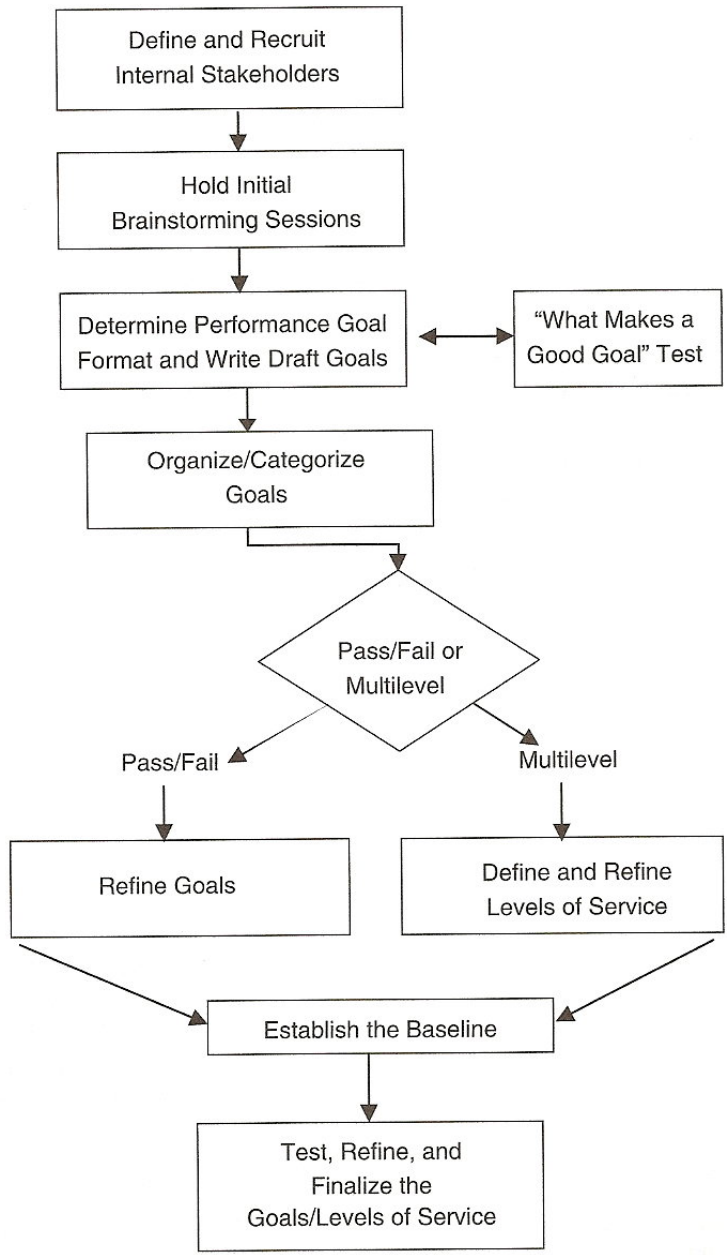 Define and Recruit
Internal Stakeholders
Hold Initial
Brainstorming Sessions
Determine Performance Goal
Format and Write Draft Goals
“What Makes a
Good Goal” Test
Organize/Categorize
Goals
Pass/Fail or
Multilevel
Pass/Fail
Multilevel
Refine Goals
Define and Refine
Levels of Service
Establish the Baseline
Test, Refine, and
Finalize the
Goals/Levels of Service